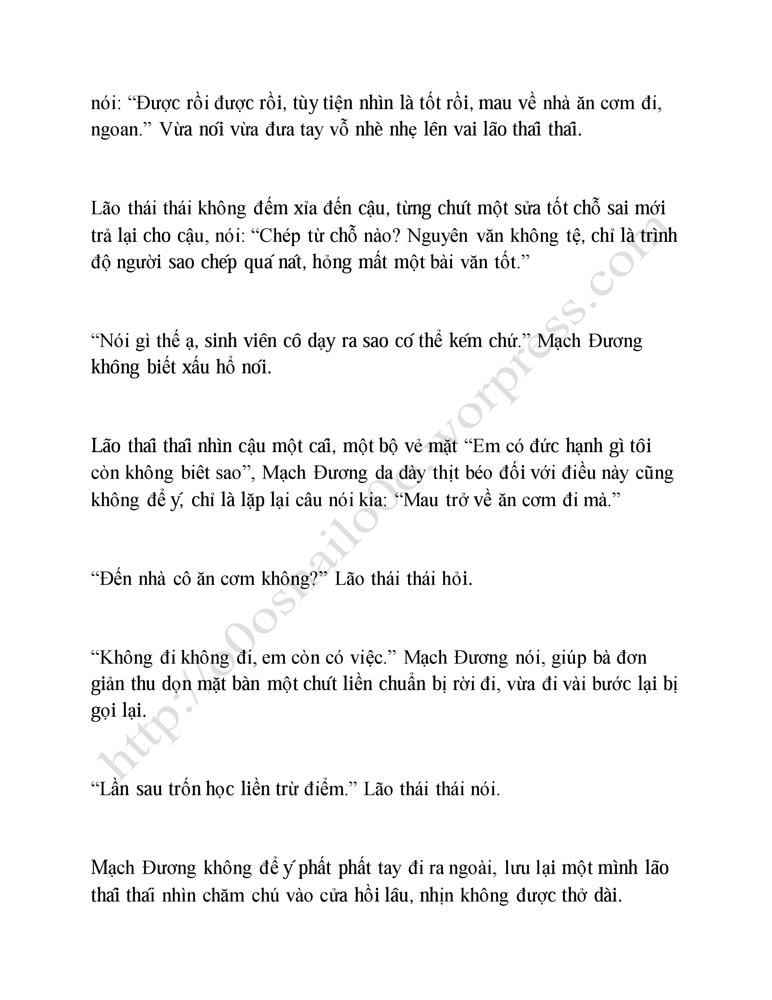 nói: “Được rồi được rồi, tùy tiện nhìn là tốt rồi, mau về nhà ăn cơm đi,
ngoan.” Vừa nói vừa đưa tay vỗ nhè nhẹ lên vai lão thái thái.
Lão thái thái không đếm xỉa đến cậu, từng chút một sửa tốt chỗ sai mới
trả lại cho cậu, nói: “Chép từ chỗ nào? Nguyên văn không tệ, chỉ là trình
độ người sao chép quá nát, hỏng mất một bài văn tốt.”
“Nói gì thế ạ, sinh viên cô dạy ra sao có thể kém chứ.” Mạch Đương
không biết xấu hổ nói.
Lão thái thái nhìn cậu một cái, một bộ vẻ mặt “Em có đức hạnh gì tôi
còn không biêt sao”, Mạch Đương da dày thịt béo đối với điều này cũng
không để ý, chỉ là lặp lại câu nói kia: “Mau trở về ăn cơm đi mà.”
“Đến nhà cô ăn cơm không?” Lão thái thái hỏi.
“Không đi không đi, em còn có việc.” Mạch Đương nói, giúp bà đơn
giản thu dọn mặt bàn một chút liền chuẩn bị rời đi, vừa đi vài bước lại bị
gọi lại.
“Lần sau trốn học liền trừ điểm.” Lão thái thái nói.
Mạch Đương không để ý phất phất tay đi ra ngoài, lưu lại một mình lão
thái thái nhìn chăm chú vào cửa hồi lâu, nhịn không được thở dài.
http://o0osnailo0o.worpress.com